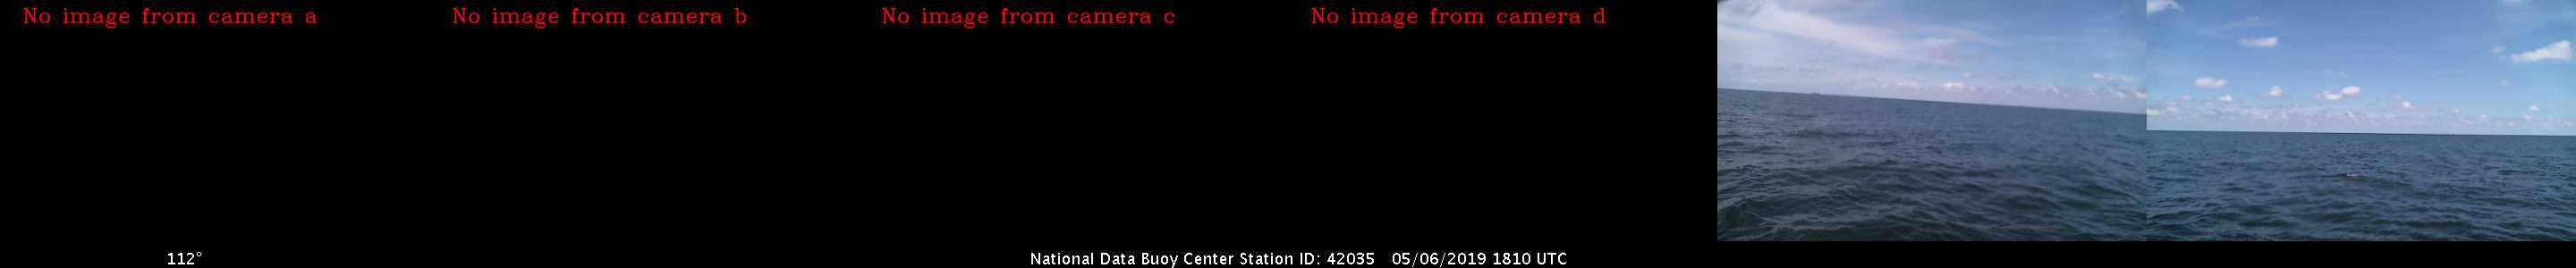 No image from camera a
No image from camera b
No image from camera c
No image from camera d
112°
National Data Buoy Center Station ID: 42035 05/06/2019 1810 UTC